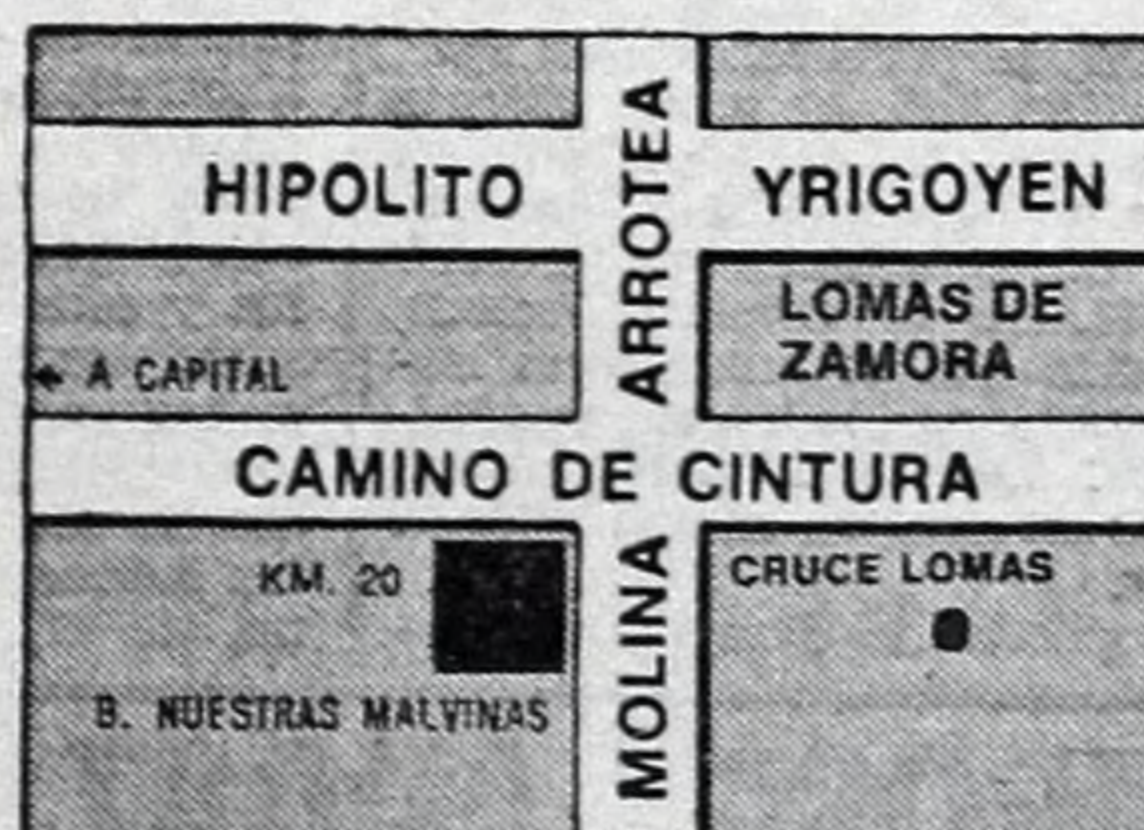 HIPOLITO YRIGOYEN
ARROTEA
LOMAS DE
ZAMORA
← A CAPITAL
CAMINO DE CINTURA
KM. 20
CRUCE LOMAS
MOLINA
B. NUESTRAS MALVINAS